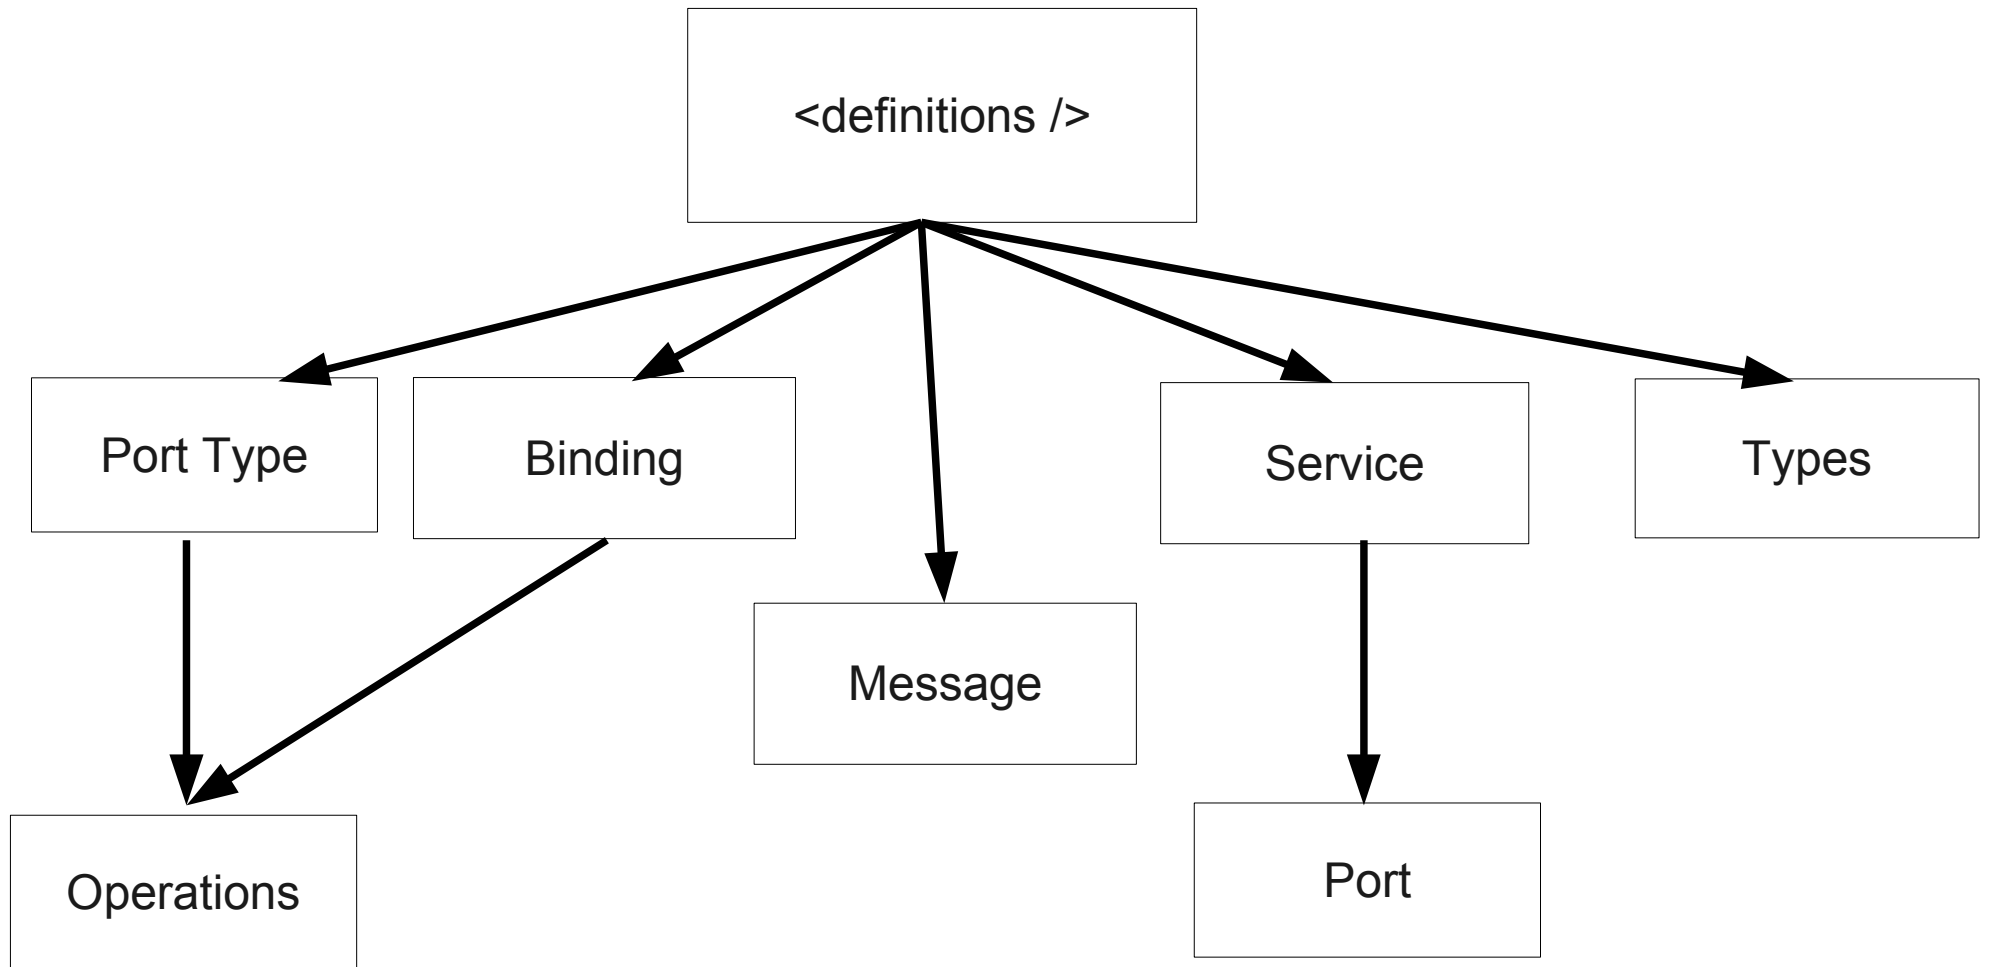 <definitions />
Port Type
Binding
Service
Types
Message
Operations
Port